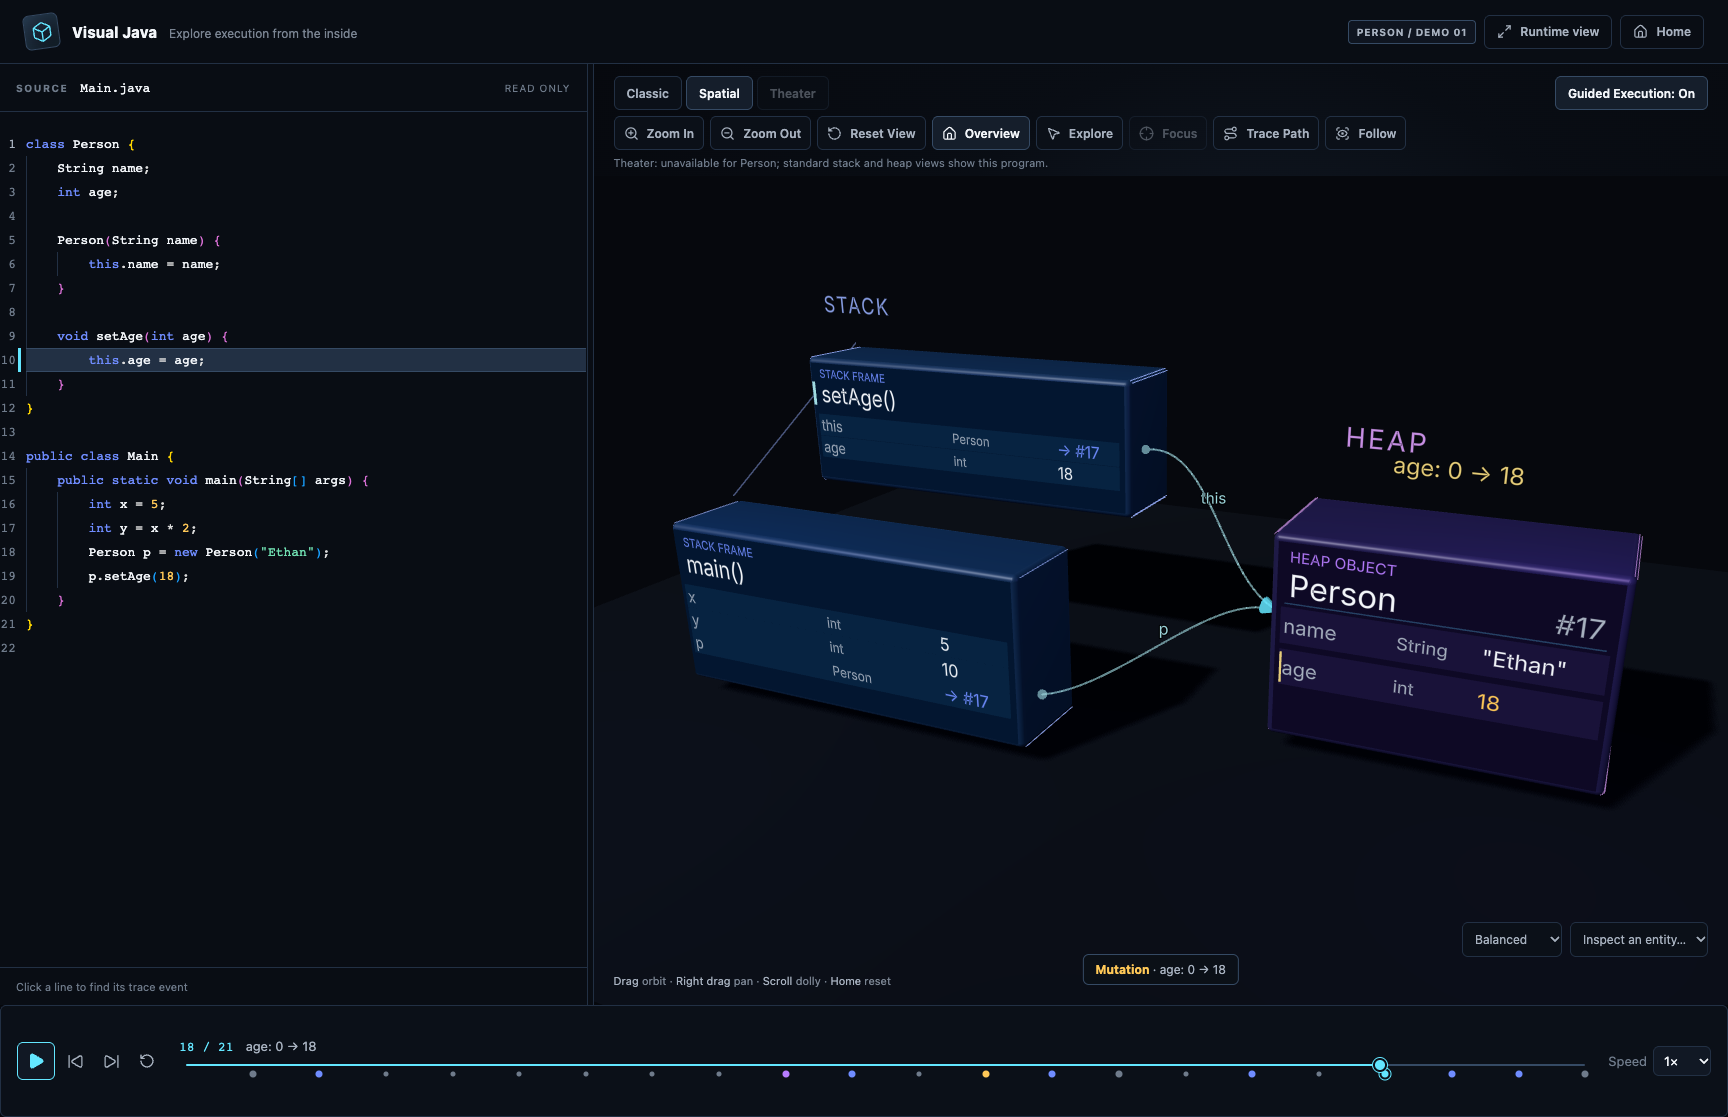 Visual Java Explore execution from the inside
PERSON / DEMO 01 Runtime view Home
SOURCE Main.java READ ONLY
1 class Person {
2 String name;
3 int age;
4
5 Person(String name) {
6 this.name = name;
7 }
8
9 void setAge(int age) {
10 this.age = age;
11 }
12 }
13
14 public class Main {
15 public static void main(String[] args) {
16 int x = 5;
17 int y = x * 2;
18 Person p = new Person("Ethan");
19 p.setAge(18);
20 }
21 }
22
Click a line to find its trace event
Classic Spatial Theater Guided Execution: On
Zoom In Zoom Out Reset View Overview Explore Focus Trace Path Follow
Theater: unavailable for Person; standard stack and heap views show this program.
STACK
STACK FRAME
setAge()
this Person → #17
age int 18
this
STACK FRAME
main()
x int 5
y int 10
p Person → #17
p
HEAP
age: 0 → 18
HEAP OBJECT
Person
#17
name String "Ethan"
age int 18
Balanced Inspect an entity...
Mutation · age: 0 → 18
Drag orbit · Right drag pan · Scroll dolly · Home reset
18 / 21 age: 0 → 18
Speed 1×